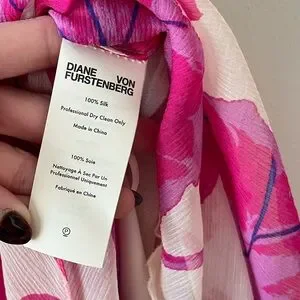 DIANE VON
FURSTENBERG
100% Silk
Professional Dry Clean Only
Made in China
100% Soie
Nettoyage À Sec Par Un
Professionel Uniquement
Fabriqué en Chine
P